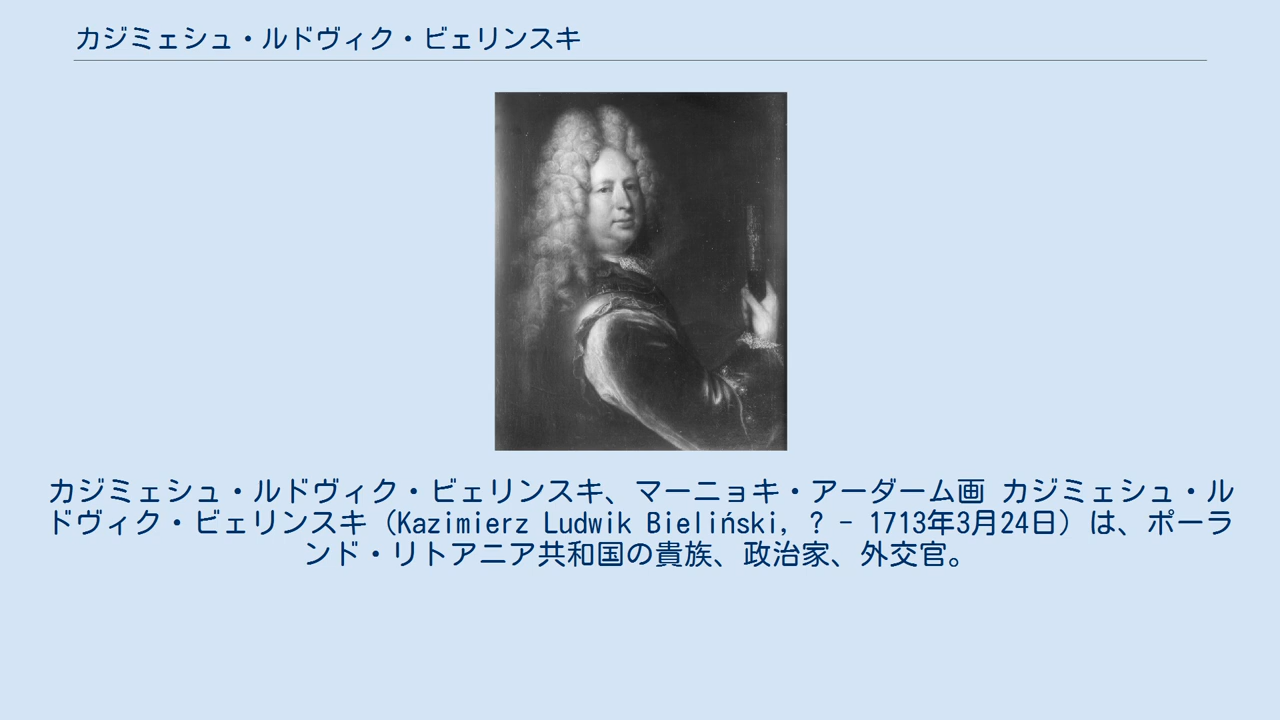 カジミェシュ・ルドヴィク・ビェリンスキ
カジミェシュ・ルドヴィク・ビェリンスキ、マーニョキ・アーダーム画 カジミェシュ・ル
ドヴィク・ビェリンスキ（Kazimierz Ludwik Bieliński, ? - 1713年3月24日）は、ポーラ
ンド・リトアニア共和国の貴族、政治家、外交官。